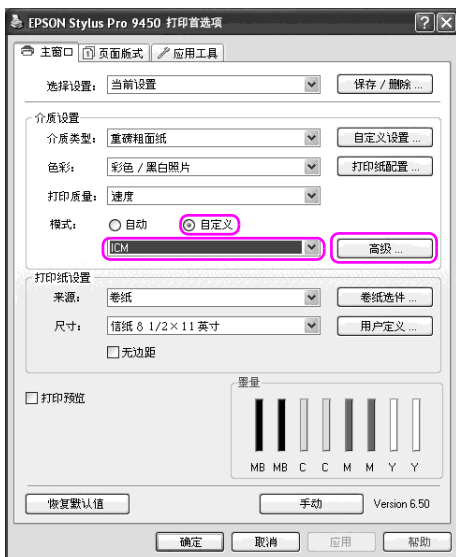 EPSON Stylus Pro 9450 打印首选项
主窗口 页面版式 应用工具
选择设置： 当前设置 保存 / 删除 ...
介质设置
介质类型： 重磅粗面纸 自定义设置 ...
色彩： 彩色 / 黑白照片 打印纸配置 ...
打印质量： 速度
模式： 自动 自定义
ICM 高级 ...
打印纸设置
来源： 卷纸 卷纸选件 ...
尺寸： 信纸 8 1/2×11 英寸 用户定义 ...
无边距
打印预览
墨量
MB MB C C M M Y Y
恢复默认值 手动 Version 6.50
确定 取消 应用 帮助